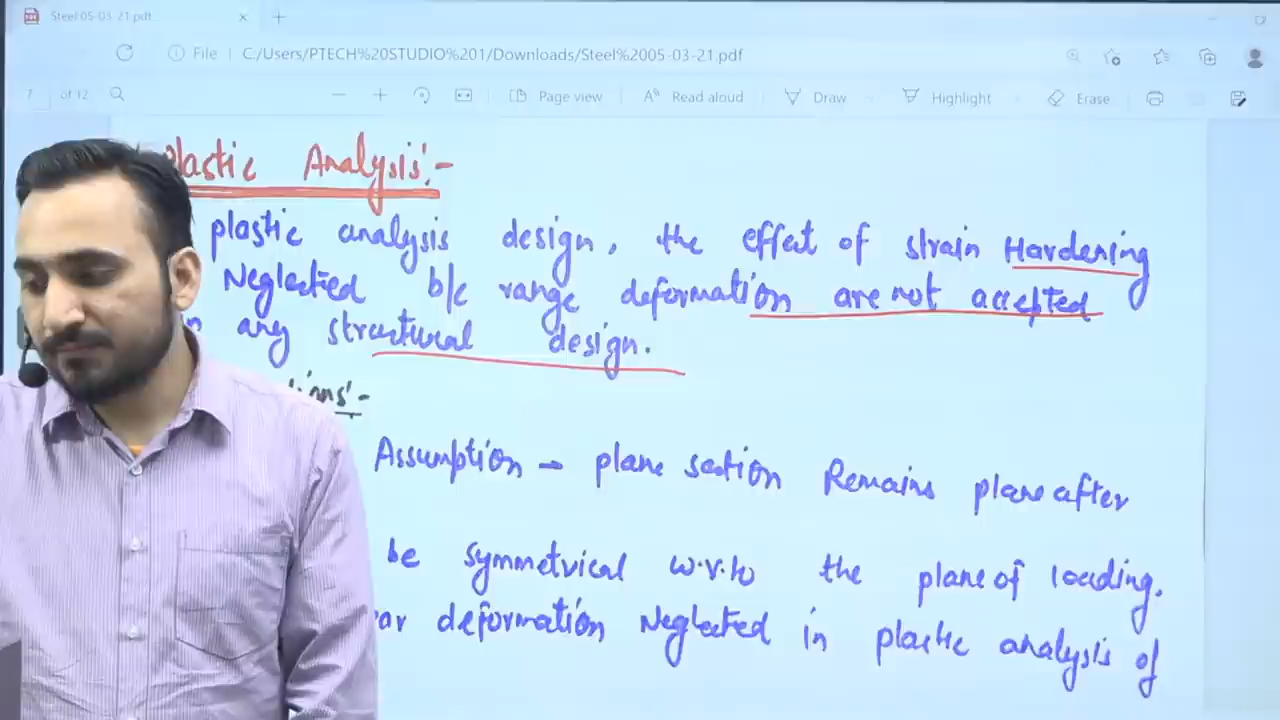 Steel 05-03-21.pdf
File C:/Users/PTECH%20STUDIO%201/Downloads/Steel%2005-03-21.pdf
7 of 12 Page view Read aloud Draw Highlight Erase
plastic Analysis:-
plastic analysis design, the effect of strain Hardening
Neglected b/c range deformation are not accepted
any structural design.
Assumption - plane section Remains plane after
be symmetrical w.r.to the plane of loading.
deformation Neglected in plastic analysis of